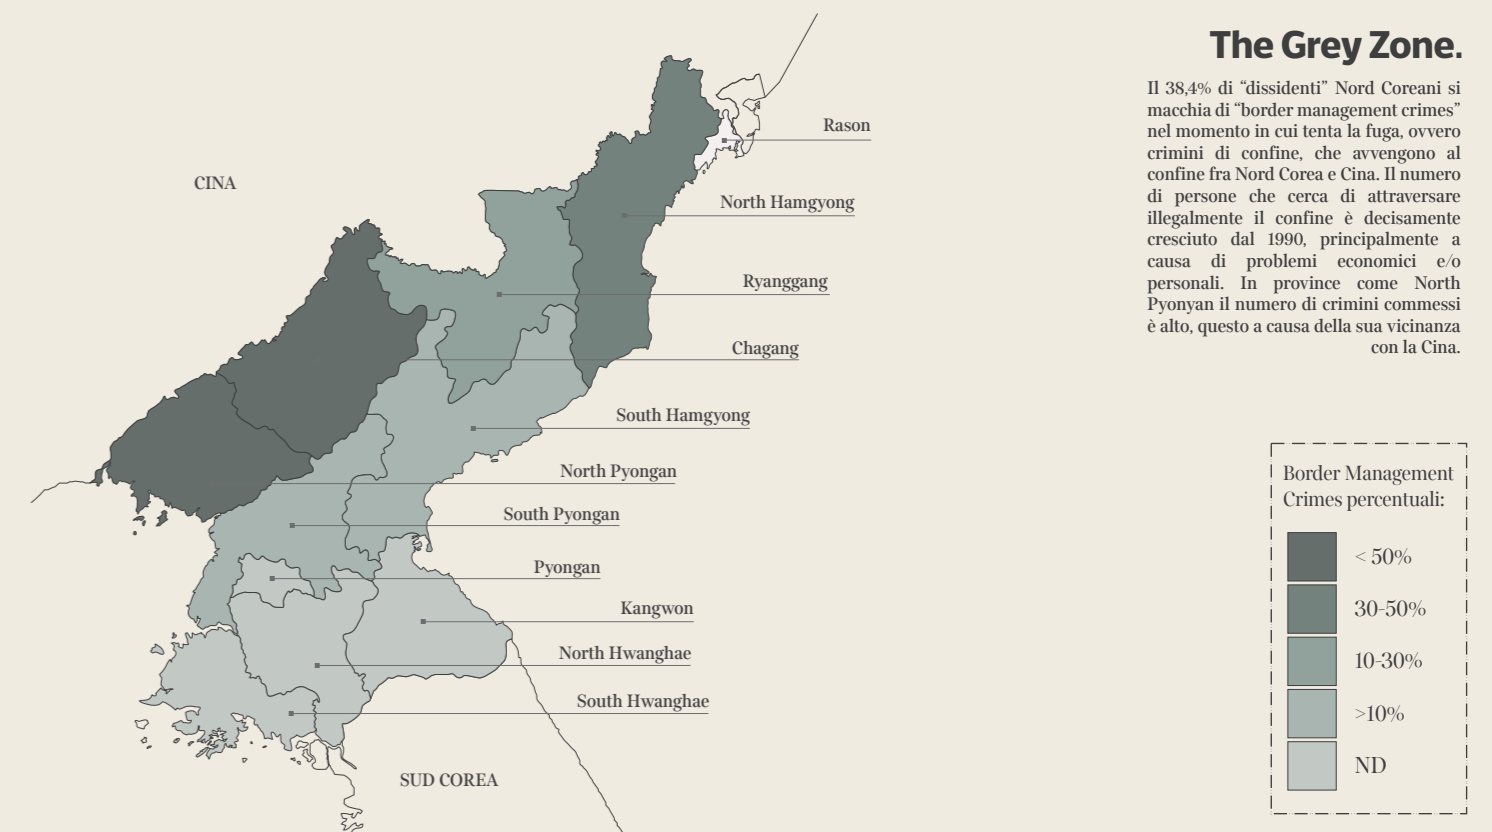 The Grey Zone.
Il 38,4% di “dissidenti” Nord Coreani si
macchia di “border management crimes”
nel momento in cui tenta la fuga, ovvero
crimini di confine, che avvengono al
confine fra Nord Corea e Cina. Il numero
di persone che cerca di attraversare
illegalmente il confine è decisamente
cresciuto dal 1990, principalmente a
causa di problemi economici e/o
personali. In province come North
Pyonyan il numero di crimini commessi
è alto, questo a causa della sua vicinanza
con la Cina.
CINA
Rason
North Hamgyong
Ryanggang
Chagang
South Hamgyong
North Pyongan
South Pyongan
Pyongan
Kangwon
North Hwanghae
South Hwanghae
SUD COREA
Border Management
Crimes percentuali:
< 50%
30-50%
10-30%
>10%
ND